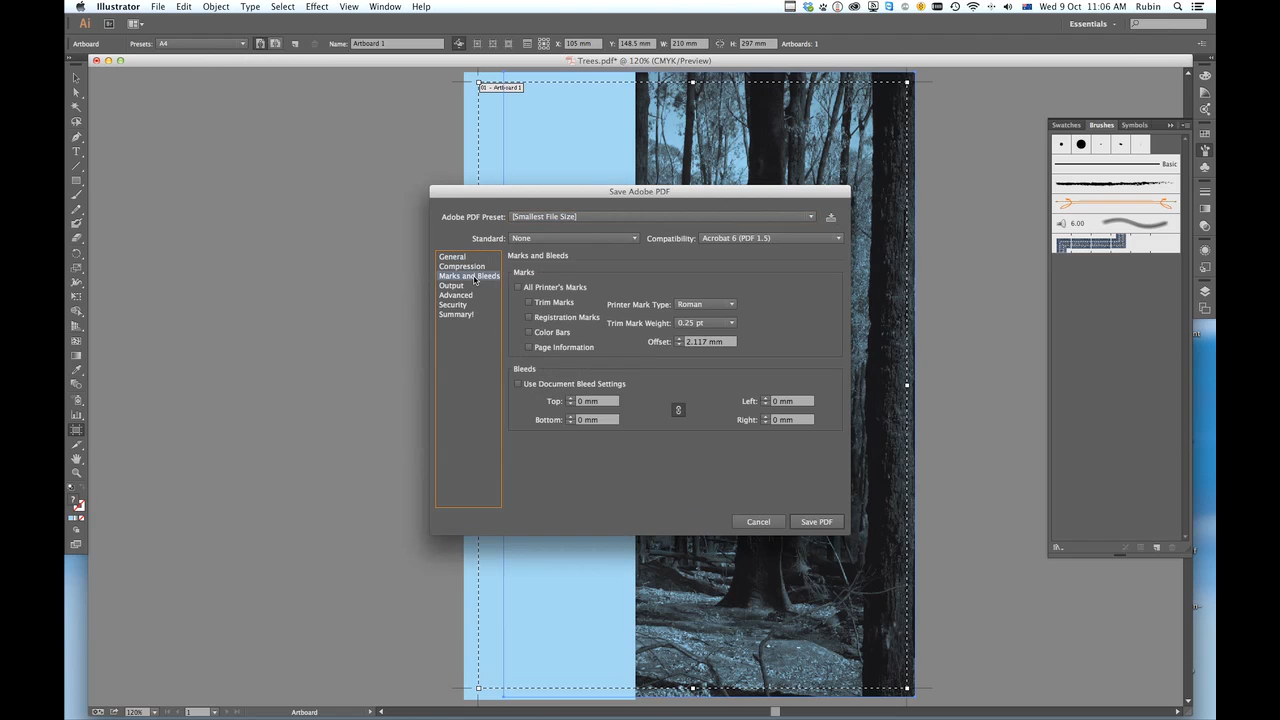 Illustrator File Edit Object Type Select Effect View Window Help Wed 9 Oct 11:06 AM Rubin
Ai Br Essentials
Artboard Presets: A4 Name: Artboard 1 X: 105 mm Y: 148.5 mm W: 210 mm H: 297 mm Artboards: 1
Trees.pdf* @ 120% (CMYK/Preview)
01 - Artboard 1
Swatches Brushes Symbols
Basic
6.00
Save Adobe PDF
Adobe PDF Preset: [Smallest File Size]
Standard: None Compatibility: Acrobat 6 (PDF 1.5)
General
Compression
Marks and Bleeds
Output
Advanced
Security
Summary!
Marks and Bleeds
Marks
All Printer's Marks
Trim Marks
Registration Marks
Color Bars
Page Information
Printer Mark Type: Roman
Trim Mark Weight: 0.25 pt
Offset: 2.117 mm
Bleeds
Use Document Bleed Settings
Top: 0 mm Left: 0 mm
Bottom: 0 mm Right: 0 mm
Cancel Save PDF
120% 1 Artboard